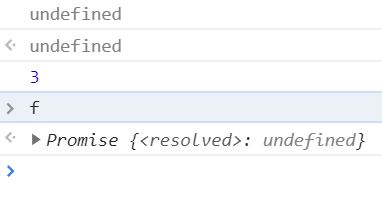 undefined
undefined
3
f
Promise {<resolved>: undefined}